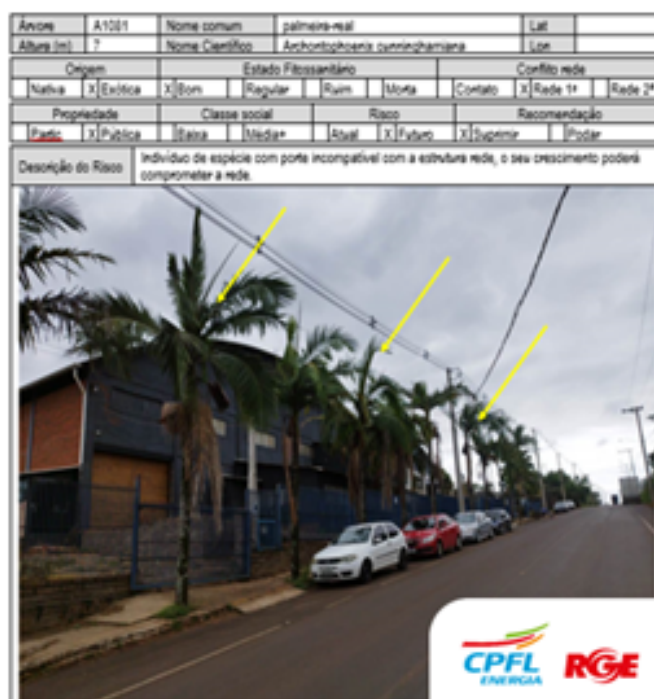 Árvore A1081 Nome comum palmeira-real Lat
Altura (m) ? Nome Científico Archontophoenix cunninghamiana Lon
Origem Estado Fitossanitário Conflito rede
Nativa X Exótica X Bom Regular Ruim Morta Contato X Rede 1ª Rede 2ª
Propriedade Classe social Risco Recomendação
Partic X Pública Baixa Média+ Atual X Futuro X Suprimir Podar
Descrição do Risco Indivíduo de espécie com porte incompatível com a estrutura rede, o seu crescimento poderá
comprometer a rede.
CPFL
ENERGIA
RGE